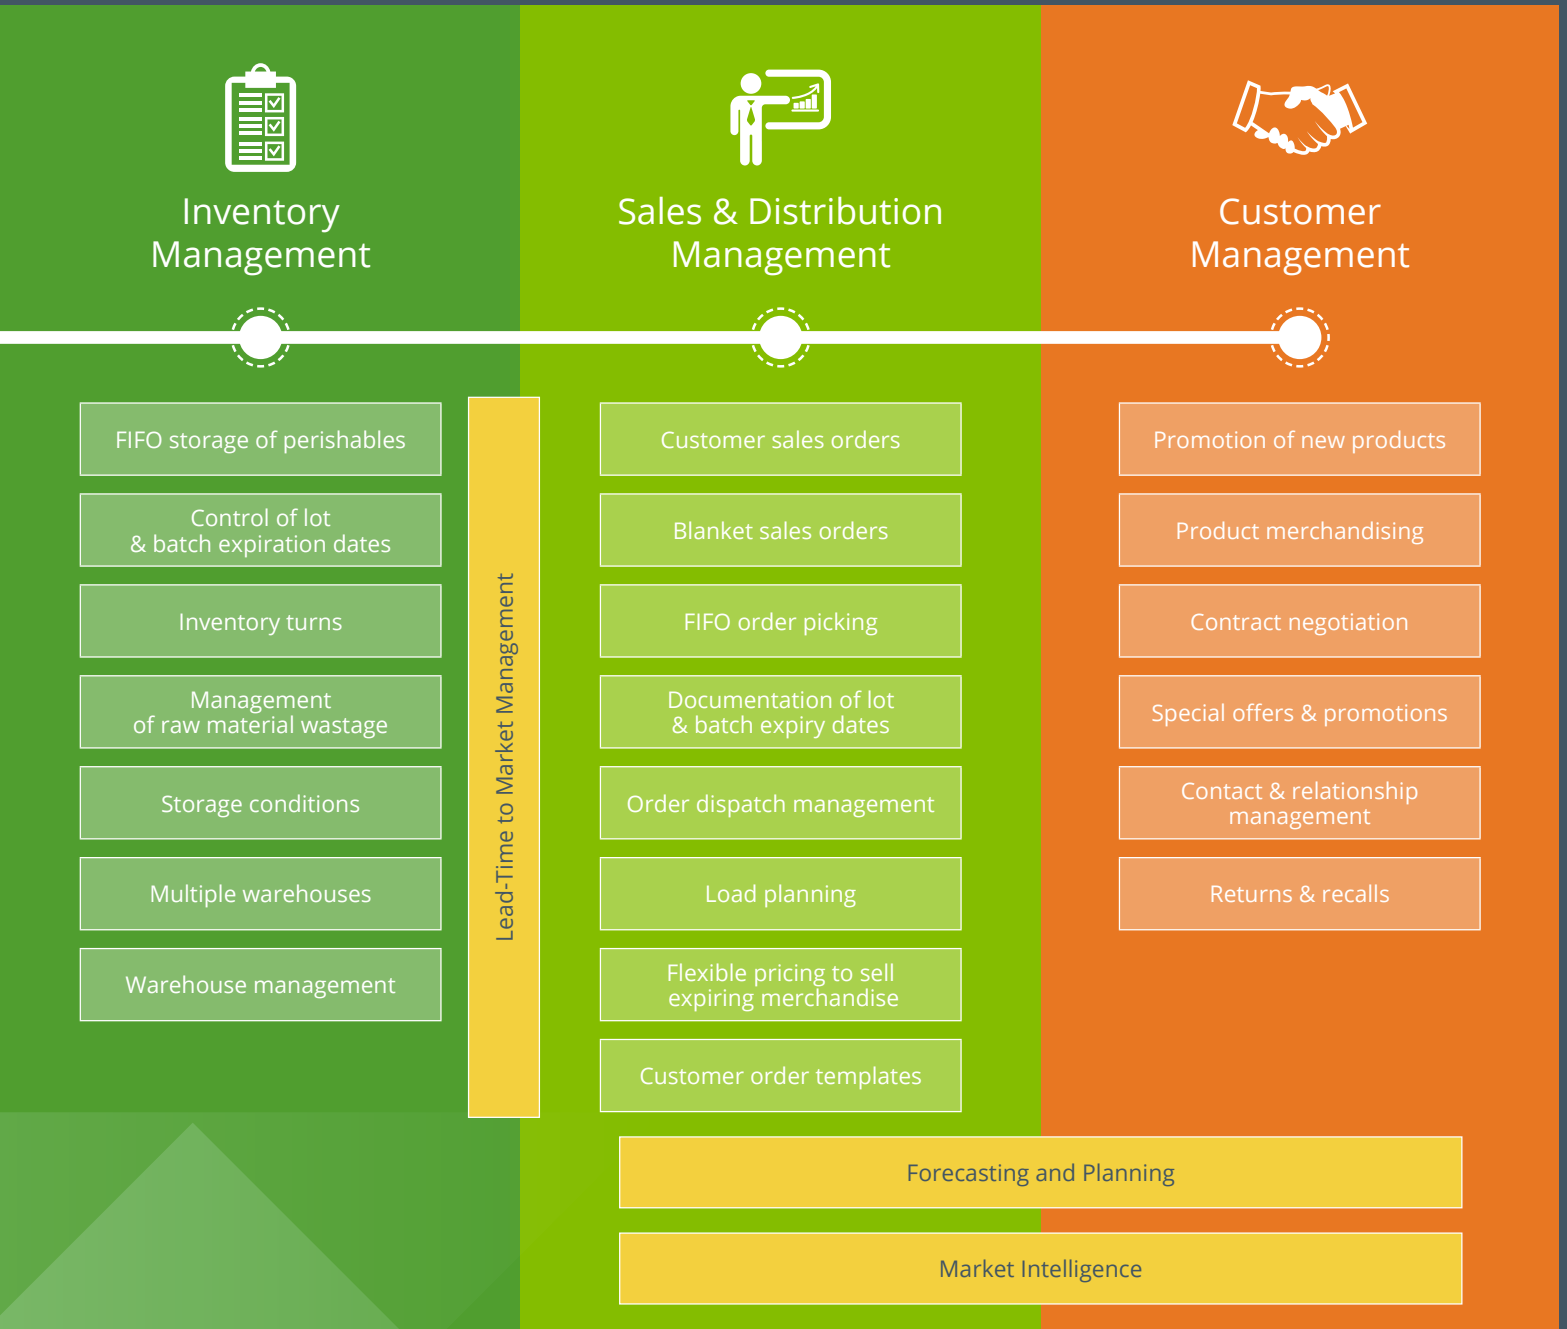 Inventory
Management
FIFO storage of perishables
Control of lot
& batch expiration dates
Inventory turns
Management
of raw material wastage
Storage conditions
Multiple warehouses
Warehouse management
Lead-Time to Market Management
Sales & Distribution
Management
Customer sales orders
Blanket sales orders
FIFO order picking
Documentation of lot
& batch expiry dates
Order dispatch management
Load planning
Flexible pricing to sell
expiring merchandise
Customer order templates
Customer
Management
Promotion of new products
Product merchandising
Contract negotiation
Special offers & promotions
Contact & relationship
management
Returns & recalls
Forecasting and Planning
Market Intelligence